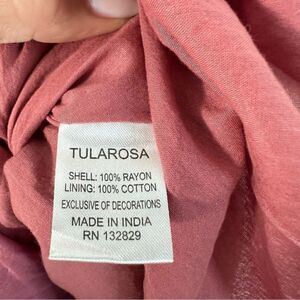 TULAROSA
SHELL: 100% RAYON
LINING: 100% COTTON
EXCLUSIVE OF DECORATIONS
MADE IN INDIA
RN 132829